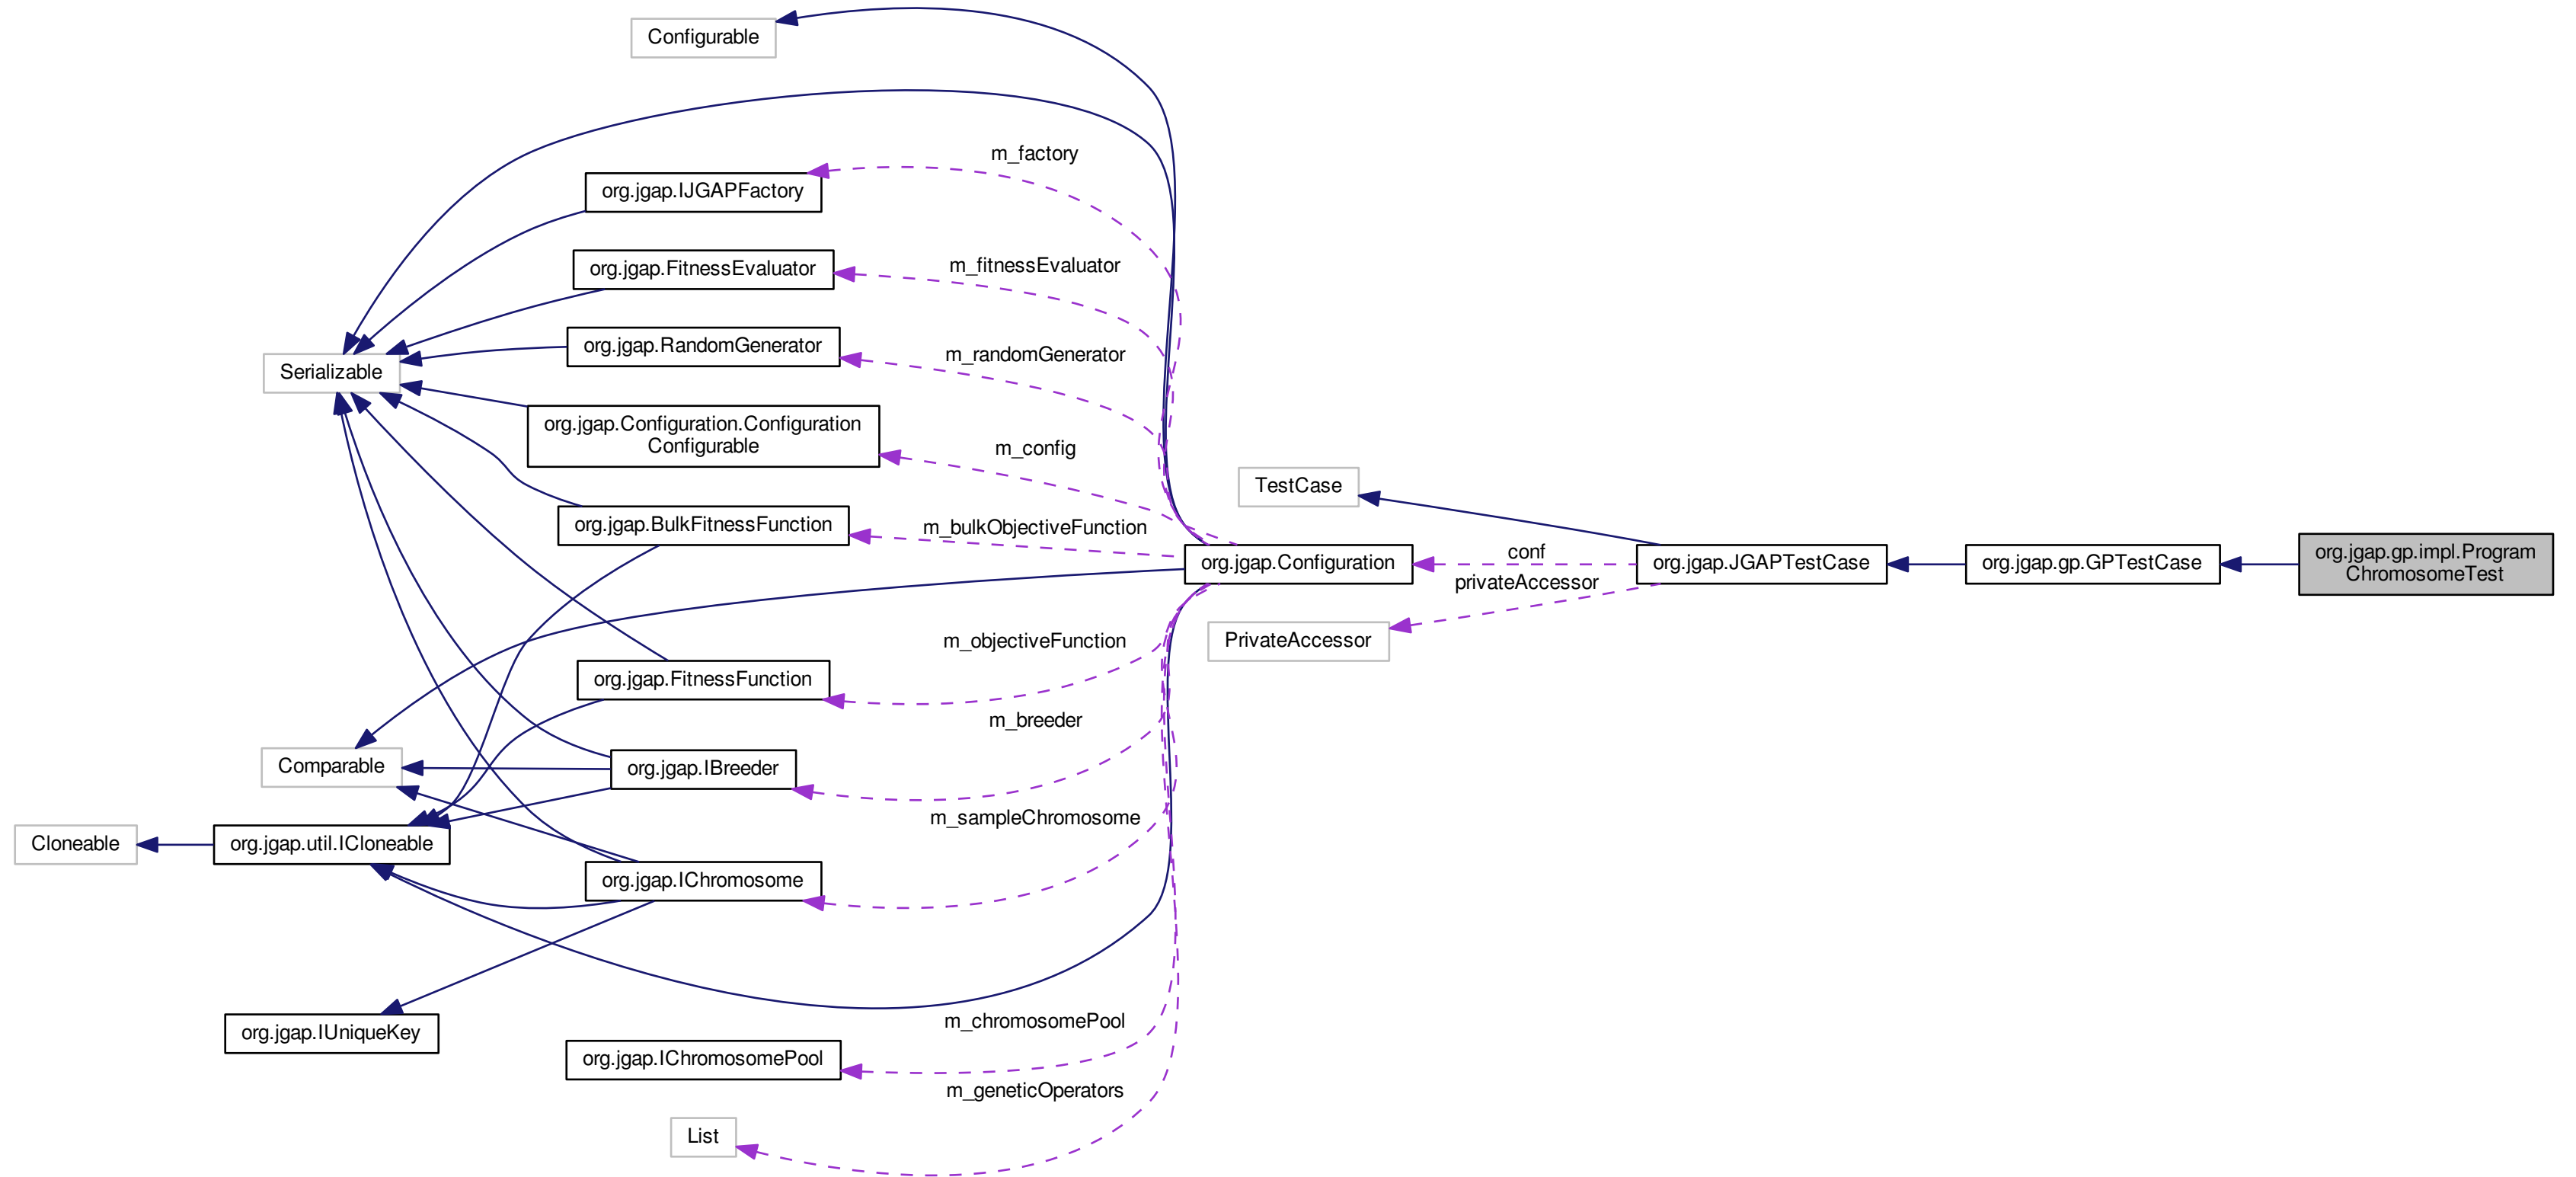 Configurable
m_factory
org.jgap.IJGAPFactory
m_fitnessEvaluator
org.jgap.FitnessEvaluator
m_randomGenerator
org.jgap.RandomGenerator
Serializable
org.jgap.Configuration.Configuration
Configurable
m_config
TestCase
org.jgap.BulkFitnessFunction
m_bulkObjectiveFunction
org.jgap.Configuration
conf
privateAccessor
org.jgap.JGAPTestCase
org.jgap.gp.GPTestCase
org.jgap.gp.impl.Program
ChromosomeTest
PrivateAccessor
m_objectiveFunction
org.jgap.FitnessFunction
m_breeder
Comparable
org.jgap.IBreeder
m_sampleChromosome
Cloneable
org.jgap.util.ICloneable
org.jgap.IChromosome
org.jgap.IUniqueKey
m_chromosomePool
org.jgap.IChromosomePool
m_geneticOperators
List